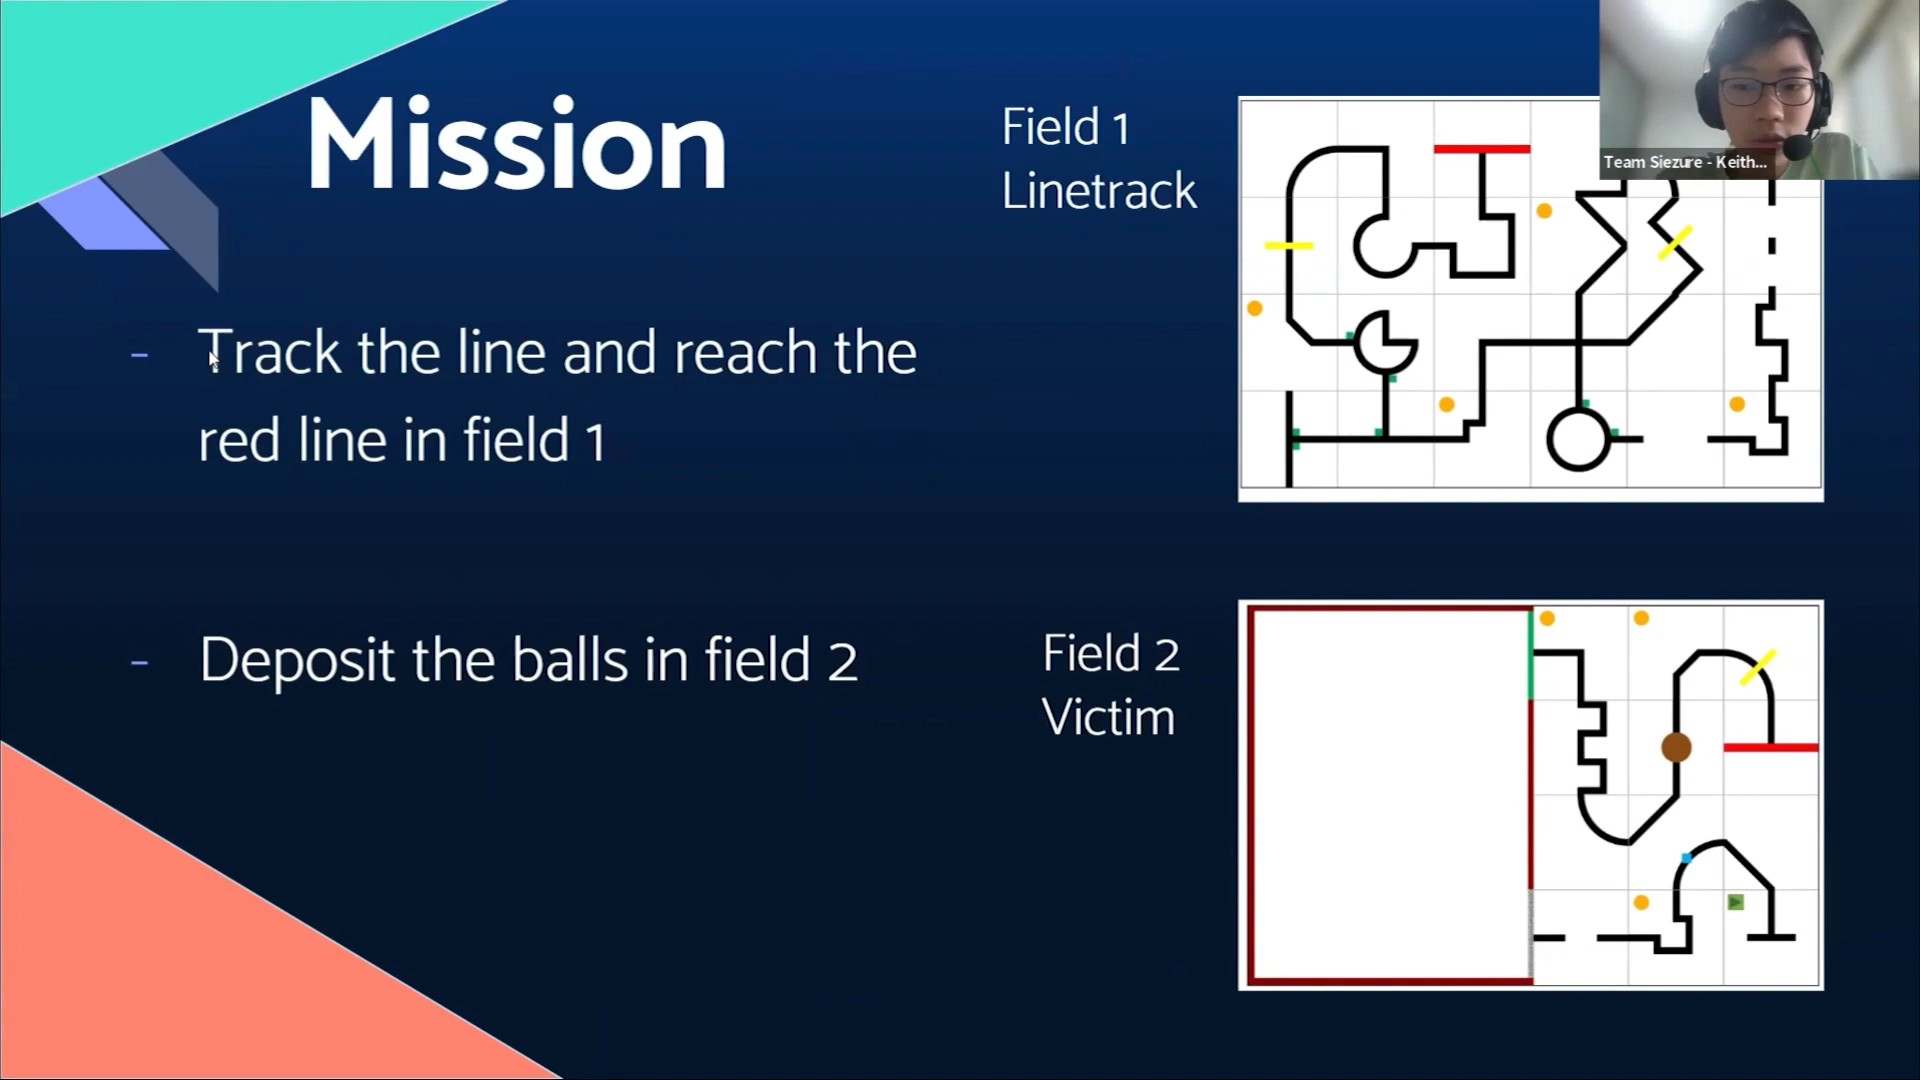 Mission
Field 1
Linetrack
Team Siezure - Keith...
- Track the line and reach the
red line in field 1
- Deposit the balls in field 2
Field 2
Victim